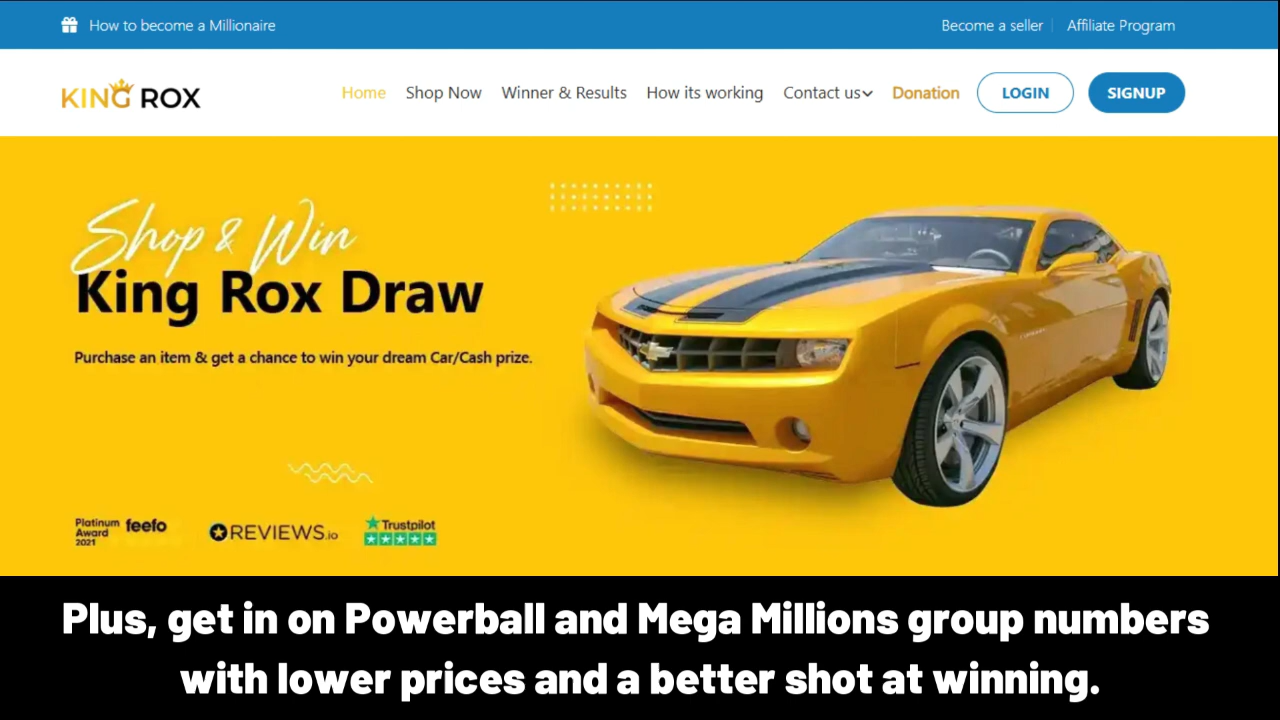 How to become a Millionaire
Become a seller
Affiliate Program
KING ROX
Home
Shop Now
Winner & Results
How its working
Contact us
Donation
LOGIN
SIGNUP
Shop & Win
King Rox Draw
Purchase an item & get a chance to win your dream Car/Cash prize.
Platinum
Award
2021
feefo
REVIEWS.io
Trustpilot
Plus, get in on Powerball and Mega Millions group numbers
with lower prices and a better shot at winning.